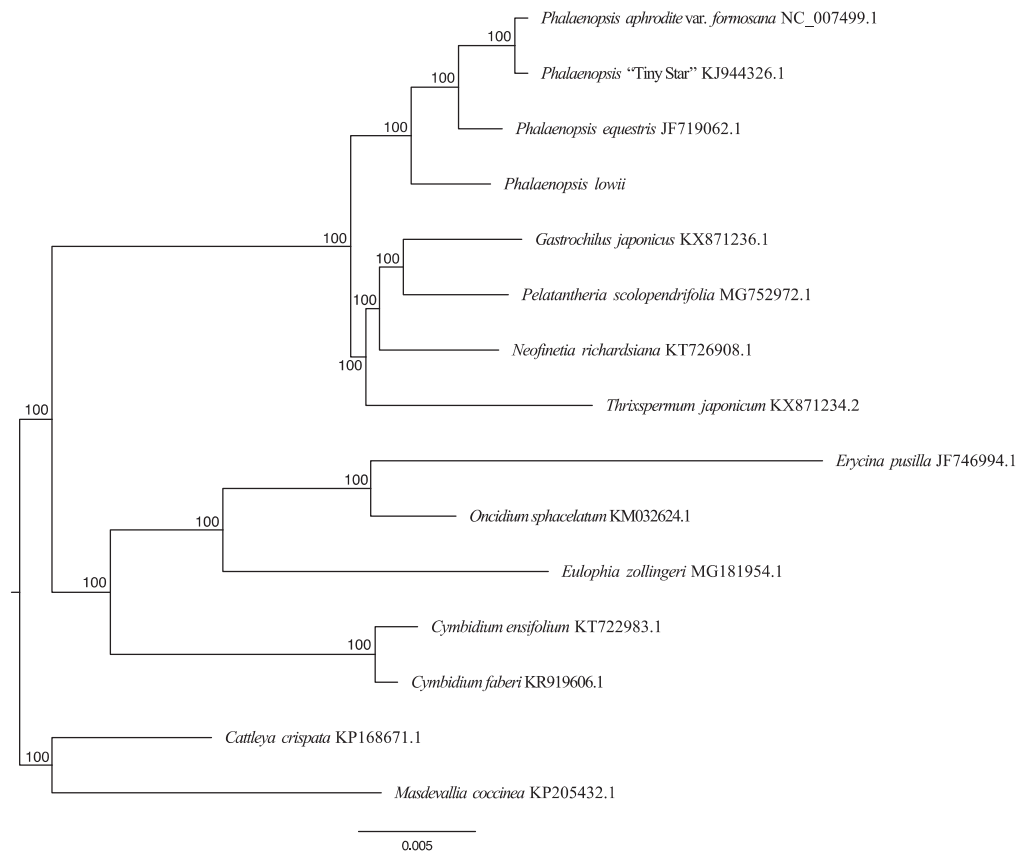 Phalaenopsis aphrodite var. formosana NC_007499.1
100
Phalaenopsis “Tiny Star” KJ944326.1
100
100
Phalaenopsis equestris JF719062.1
Phalaenopsis lowii
100
Gastrochilus japonicus KX871236.1
100
Pelatantheria scolopendrifolia MG752972.1
100
Neofinetia richardsiana KT726908.1
100
Thrixspermum japonicum KX871234.2
100
Erycina pusilla JF746994.1
100
Oncidium sphacelatum KM032624.1
100
Eulophia zollingeri MG181954.1
100
Cymbidium ensifolium KT722983.1
100
Cymbidium faberi KR919606.1
Cattleya crispata KP168671.1
100
Masdevallia coccinea KP205432.1
0.005